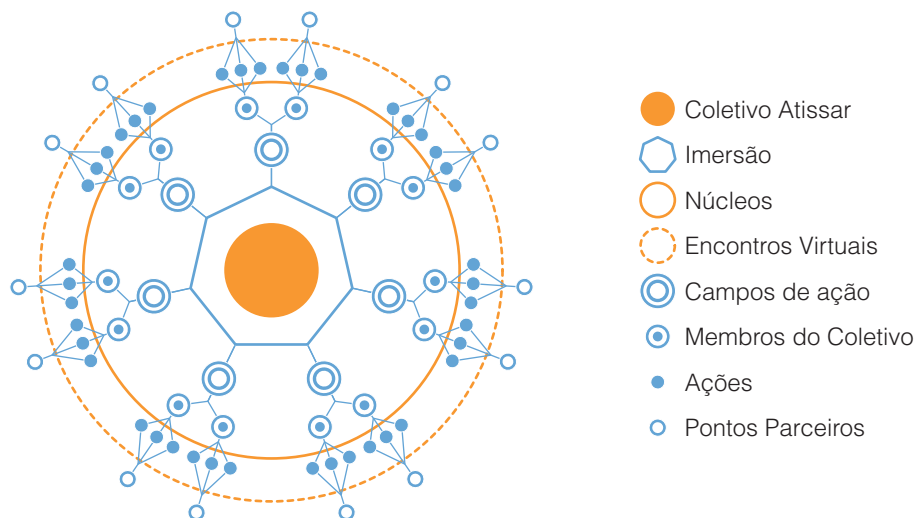 Coletivo Atissar
Imersão
Núcleos
Encontros Virtuais
Campos de ação
Membros do Coletivo
Ações
Pontos Parceiros